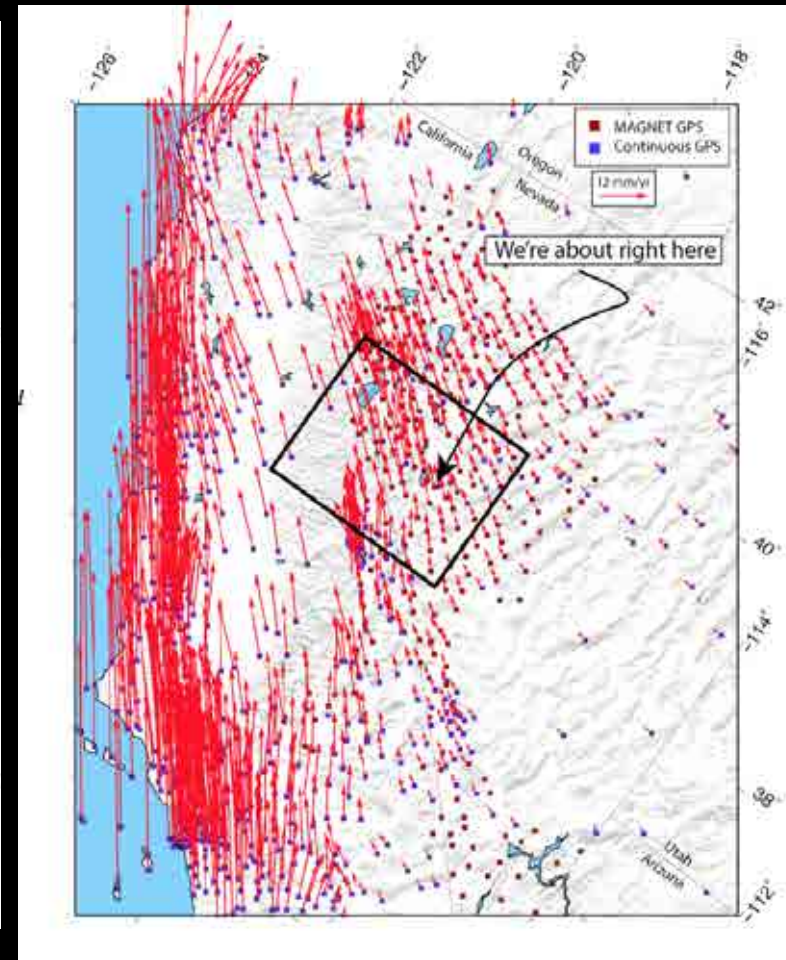 -126°
-124°
-122°
-120°
-118°
California
Oregon
Nevada
MAGNET GPS
Continuous GPS
12 mm/yr
We're about right here
42°
-116°
40°
-114°
38°
Utah
Arizona
-112°